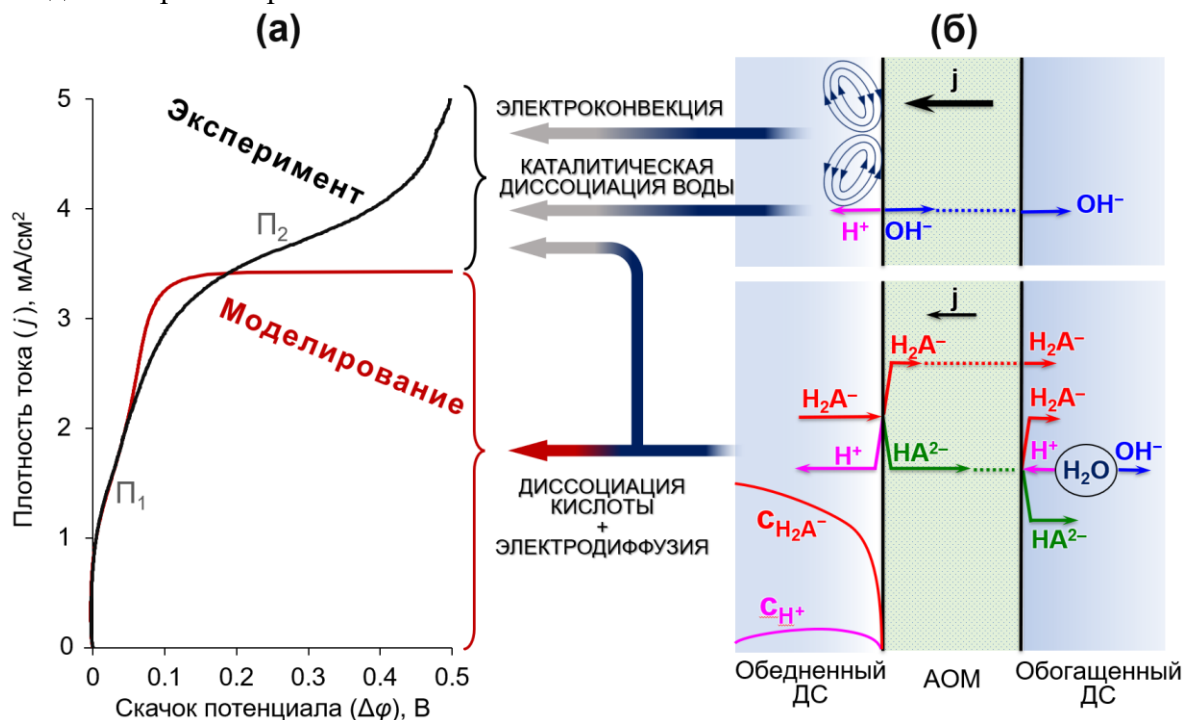 (а)
Плотность тока (j), мА/см²
5
4
3
2
1
0
0
0.1
0.2
0.3
0.4
0.5
Скачок потенциала (Δφ), В
Эксперимент
П₂
Моделирование
П₁
ЭЛЕКТРОКОНВЕКЦИЯ
КАТАЛИТИЧЕСКАЯ
ДИССОЦИАЦИЯ ВОДЫ
ДИССОЦИАЦИЯ
КИСЛОТЫ
+
ЭЛЕКТРОДИФФУЗИЯ
(б)
j
H⁺
OH⁻
OH⁻
j
H₂A⁻
H₂A⁻
H₂A⁻
H₂A⁻
H⁺
HA²⁻
H⁺
H₂O
OH⁻
HA²⁻
C_H₂A⁻
C_H⁺
Обедненный
ДС
АОМ
Обогащенный
ДС